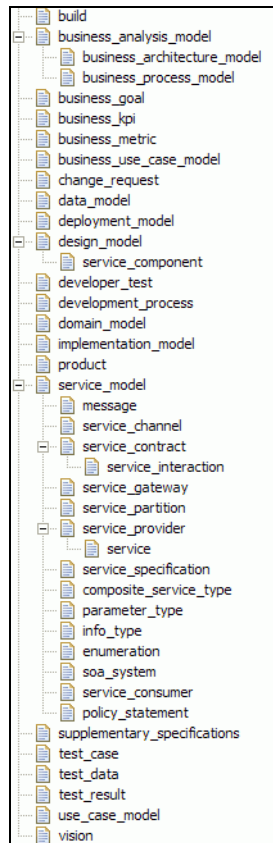 build
business_analysis_model
business_architecture_model
business_process_model
business_goal
business_kpi
business_metric
business_use_case_model
change_request
data_model
deployment_model
design_model
service_component
developer_test
development_process
domain_model
implementation_model
product
service_model
message
service_channel
service_contract
service_interaction
service_gateway
service_partition
service_provider
service
service_specification
composite_service_type
parameter_type
info_type
enumeration
soa_system
service_consumer
policy_statement
supplementary_specifications
test_case
test_data
test_result
use_case_model
vision